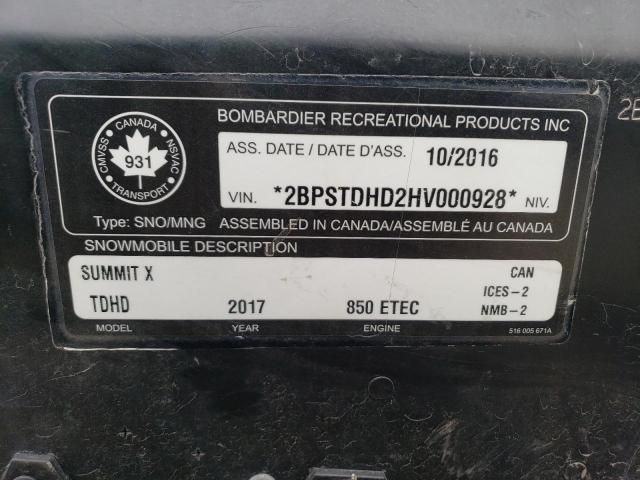 BOMBARDIER RECREATIONAL PRODUCTS INC
CANADA
CMVSS
NSVAC
931
TRANSPORT
ASS. DATE / DATE D'ASS. 10/2016
VIN. *2BPSTDHD2HV000928* NIV.
Type: SNO/MNG ASSEMBLED IN CANADA/ASSEMBLÉ AU CANADA
SNOWMOBILE DESCRIPTION
SUMMIT X CAN
ICES-2
TDHD 2017 850 ETEC NMB-2
MODEL YEAR ENGINE 516 005 671A